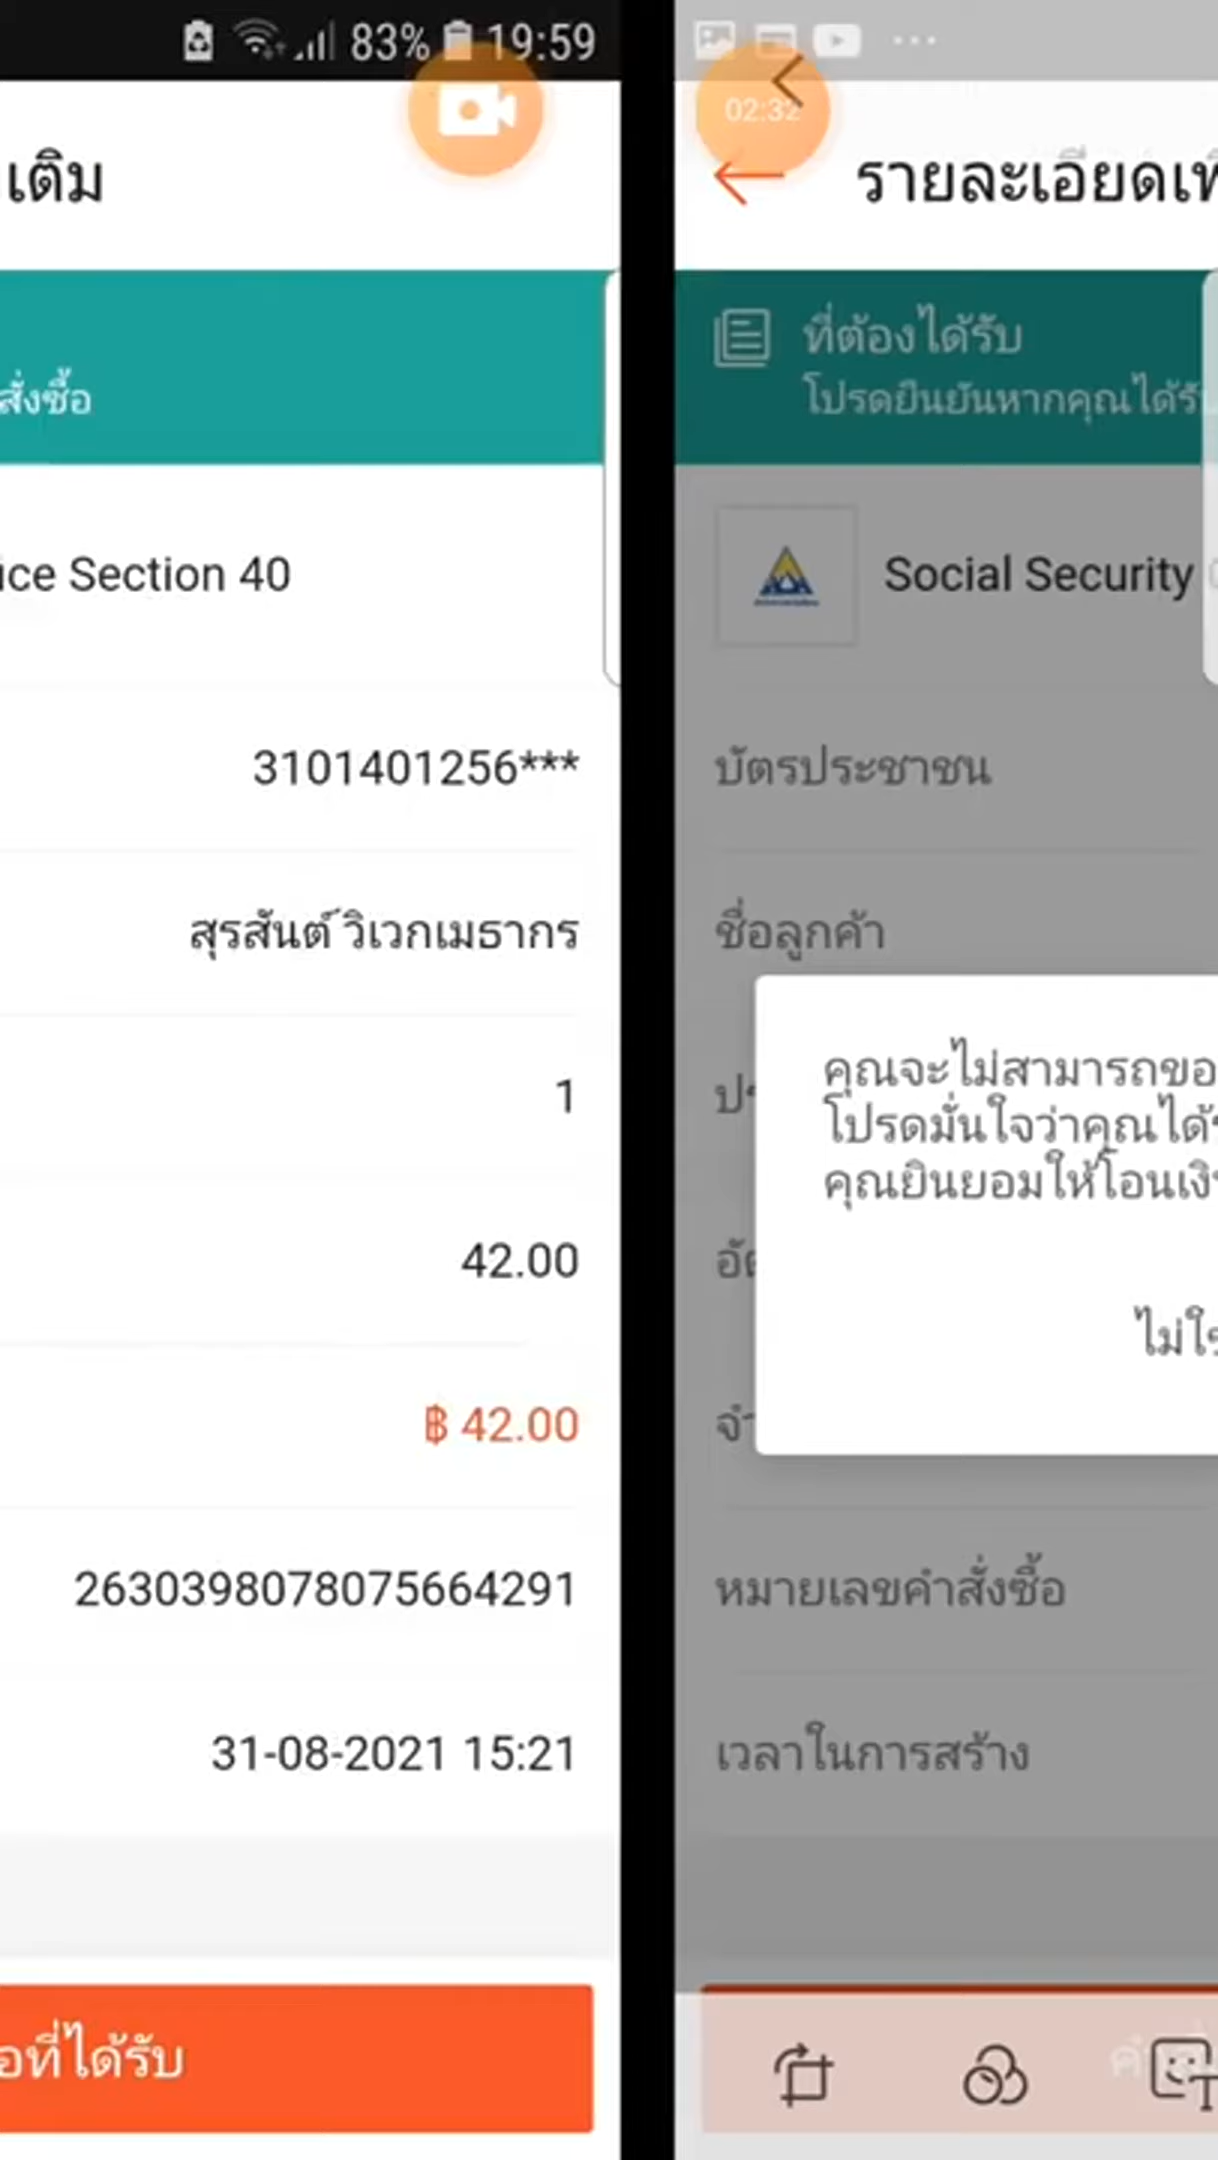 83% 19:59
เติม
สั่งซื้อ
ice Section 40
3101401256***
สุรสันต์ วิเวกเมธากร
1
42.00
฿ 42.00
2630398078075664291
31-08-2021 15:21
อที่ได้รับ
02:32
รายละเอียดเพิ
ที่ต้องได้รับ
โปรดยืนยันหากคุณได้รั
Social Security
บัตรประชาชน
ชื่อลูกค้า
คุณจะไม่สามารถขอ
โปรดมั่นใจว่าคุณได้
คุณยินยอมให้โอนเงิ
ไม่ใ
หมายเลขคำสั่งซื้อ
เวลาในการสร้าง